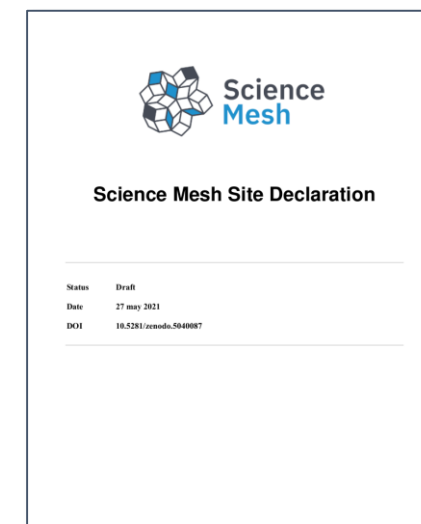 Science
Mesh
Science Mesh Site Declaration
Status Draft
Date 27 may 2021
DOI 10.5281/zenodo.5040087